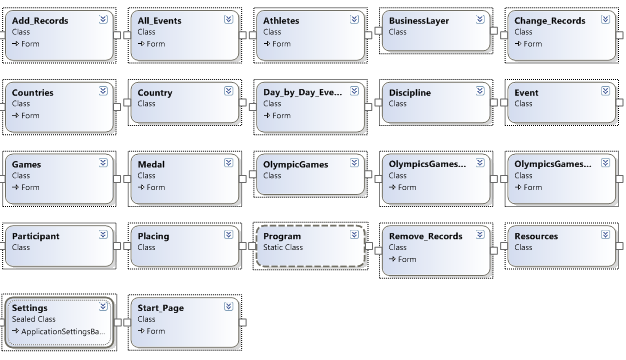 Add_Records
Class
→ Form
All_Events
Class
→ Form
Athletes
Class
→ Form
BusinessLayer
Class
Change_Records
Class
→ Form
Countries
Class
→ Form
Country
Class
Day_by_Day_Eve...
Class
→ Form
Discipline
Class
Event
Class
Games
Class
→ Form
Medal
Class
→ Form
OlympicGames
Class
OlympicsGames...
Class
→ Form
OlympicsGames...
Class
→ Form
Participant
Class
Placing
Class
Program
Static Class
Remove_Records
Class
→ Form
Resources
Class
Settings
Sealed Class
→ ApplicationSettingsBa...
Start_Page
Class
→ Form